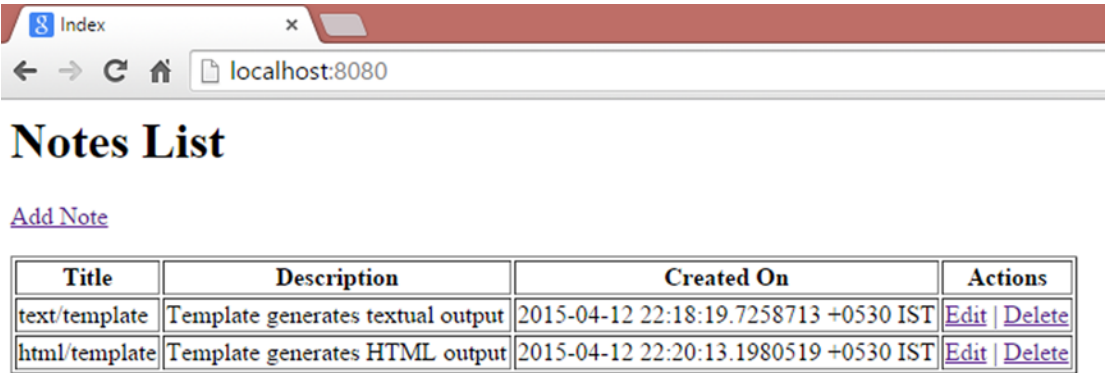 8 Index ×
localhost:8080
Notes List
Add Note
Title Description Created On Actions
text/template Template generates textual output 2015-04-12 22:18:19.7258713 +0530 IST Edit | Delete
html/template Template generates HTML output 2015-04-12 22:20:13.1980519 +0530 IST Edit | Delete